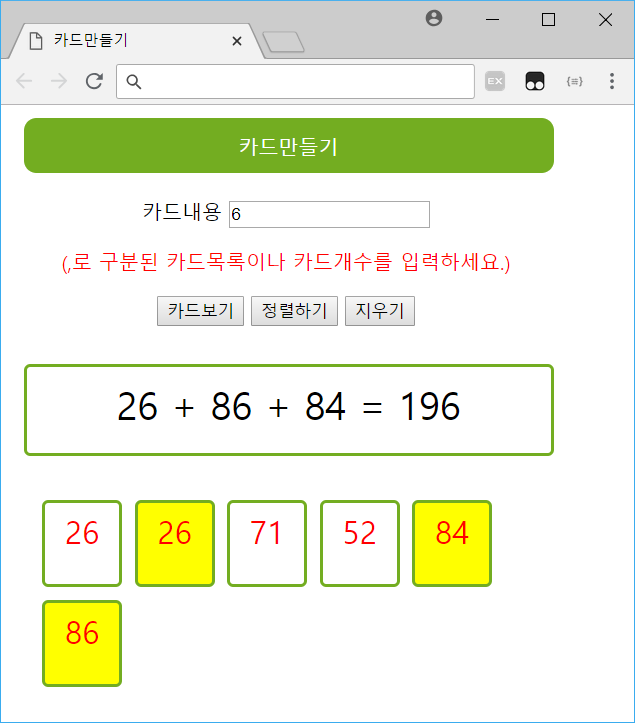 카드만들기
EX
{≡}
카드만들기
카드내용 6
(,로 구분된 카드목록이나 카드개수를 입력하세요.)
카드보기 정렬하기 지우기
26 + 86 + 84 = 196
26 26 71 52 84
86